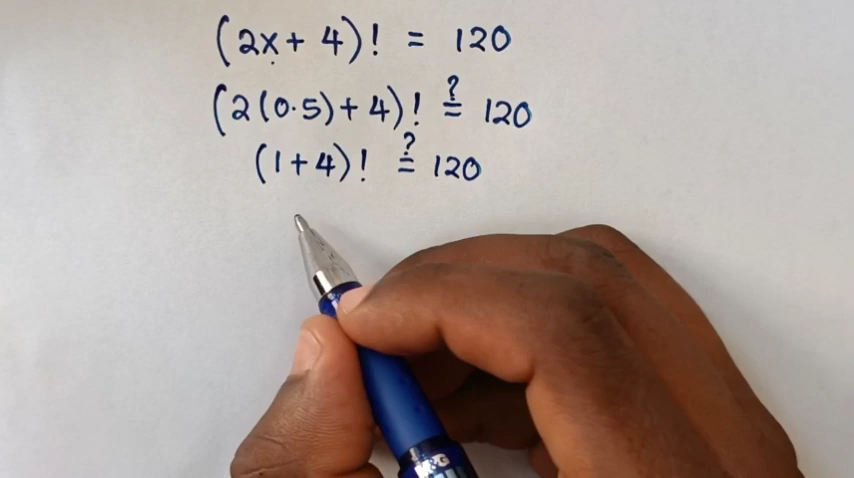 (2x + 4)! = 120
(2(0.5) + 4)! ≟ 120
(1 + 4)! ≟ 120